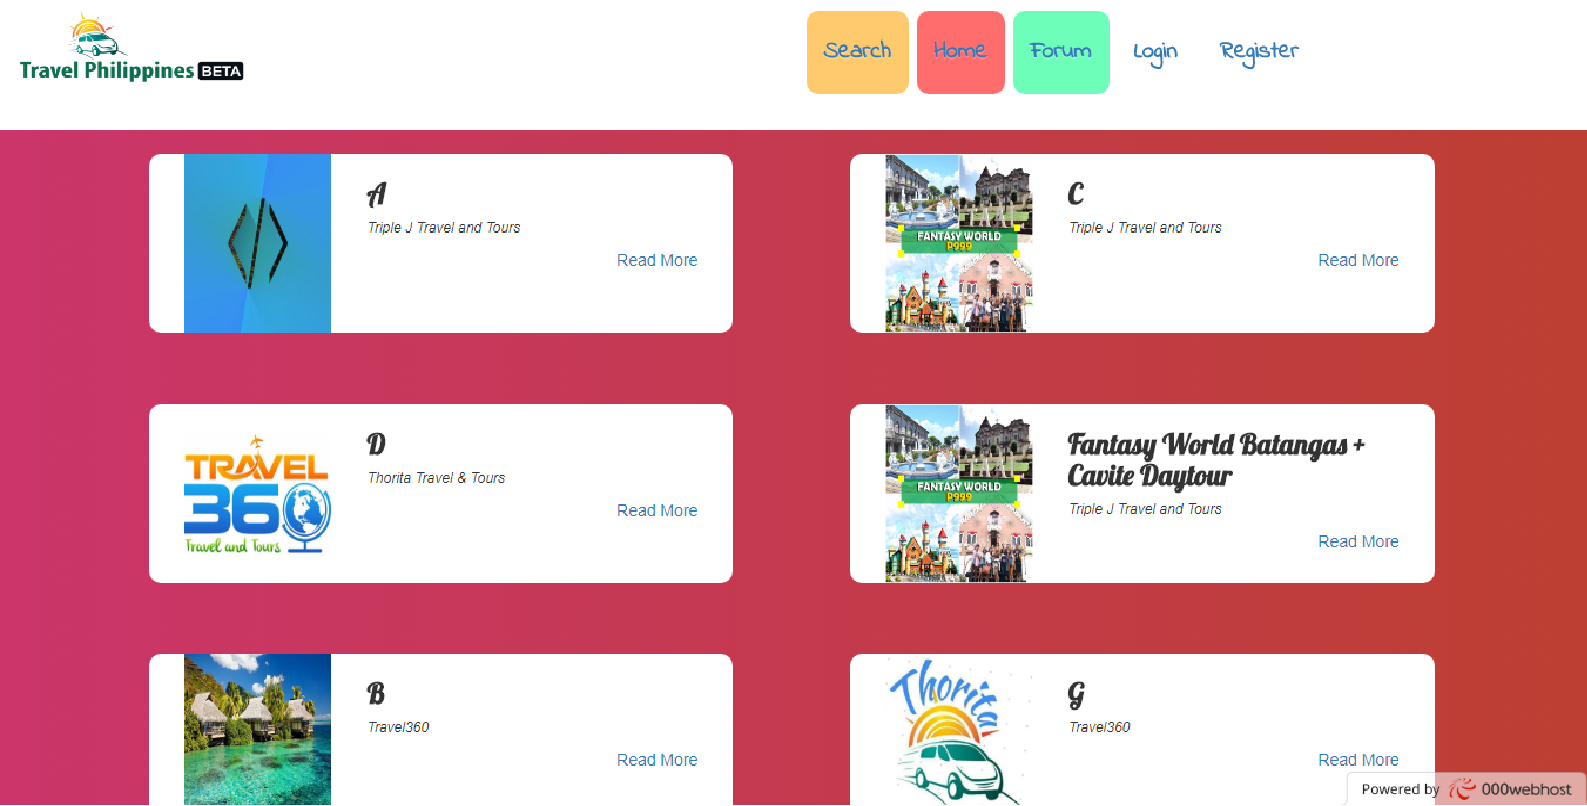 Travel Philippines BETA
Search
Home
Forum
Login
Register
A
Triple J Travel and Tours
Read More
FANTASY WORLD
P999
C
Triple J Travel and Tours
Read More
TRAVEL
360
Travel and Tours
D
Thorita Travel & Tours
Read More
FANTASY WORLD
P999
Fantasy World Batangas +
Cavite Daytour
Triple J Travel and Tours
Read More
B
Travel360
Read More
Thorita
G
Travel360
Read More
Powered by 000webhost